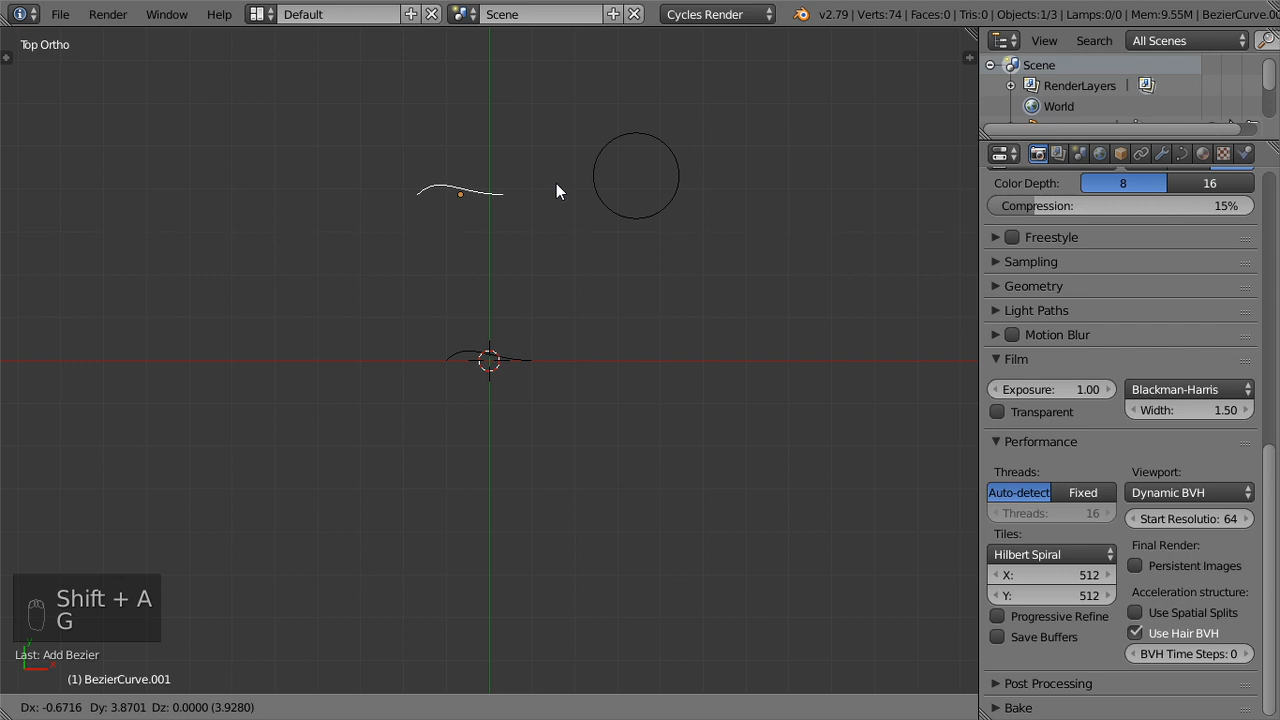 File Render Window Help Default Scene Cycles Render v2.79 | Verts:74 | Faces:0 | Tris:0 | Objects:1/3 | Lamps:0/0 | Mem:9.55M | BezierCurve.00
Top Ortho
View Search All Scenes
Scene
RenderLayers
World
Color Depth: 8 16
Compression: 15%
Freestyle
Sampling
Geometry
Light Paths
Motion Blur
Film
Exposure: 1.00 Blackman-Harris
Transparent Width: 1.50
Performance
Threads: Viewport:
Auto-detect Fixed Dynamic BVH
Threads: 16 Start Resolutio: 64
Tiles:
Final Render:
Hilbert Spiral
Persistent Images
X: 512
Acceleration structure:
Y: 512
Use Spatial Splits
Progressive Refine
Use Hair BVH
Save Buffers
BVH Time Steps: 0
Post Processing
Bake
Shift + A
G
y
x
Last: Add Bezier
(1) BezierCurve.001
Dx: -0.6716 Dy: 3.8701 Dz: 0.0000 (3.9280)